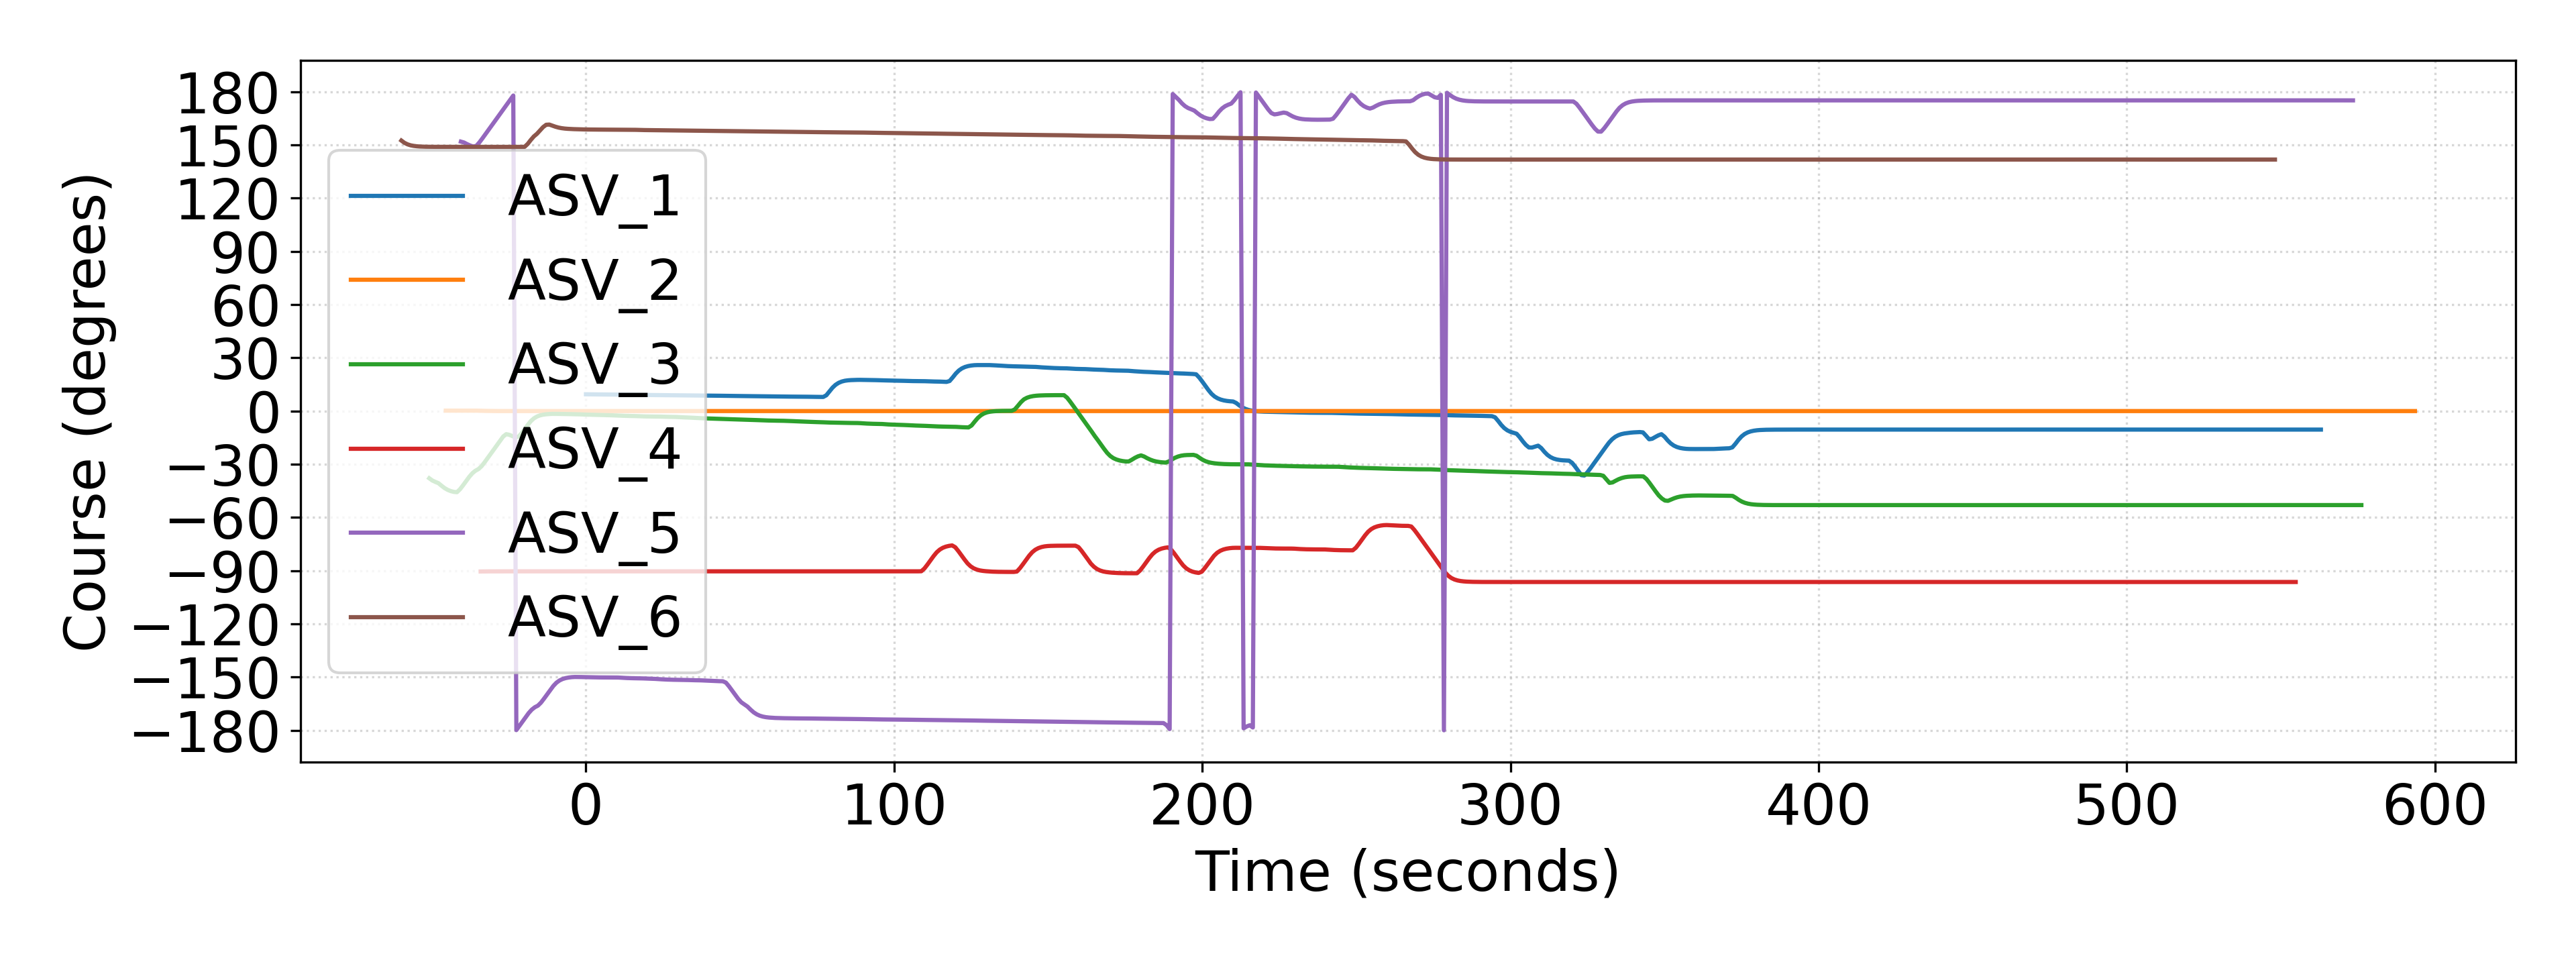 180
150
120
90
60
30
0
−30
−60
−90
−120
−150
−180
Course (degrees)
ASV_1
ASV_2
ASV_3
ASV_4
ASV_5
ASV_6
0 100 200 300 400 500 600
Time (seconds)